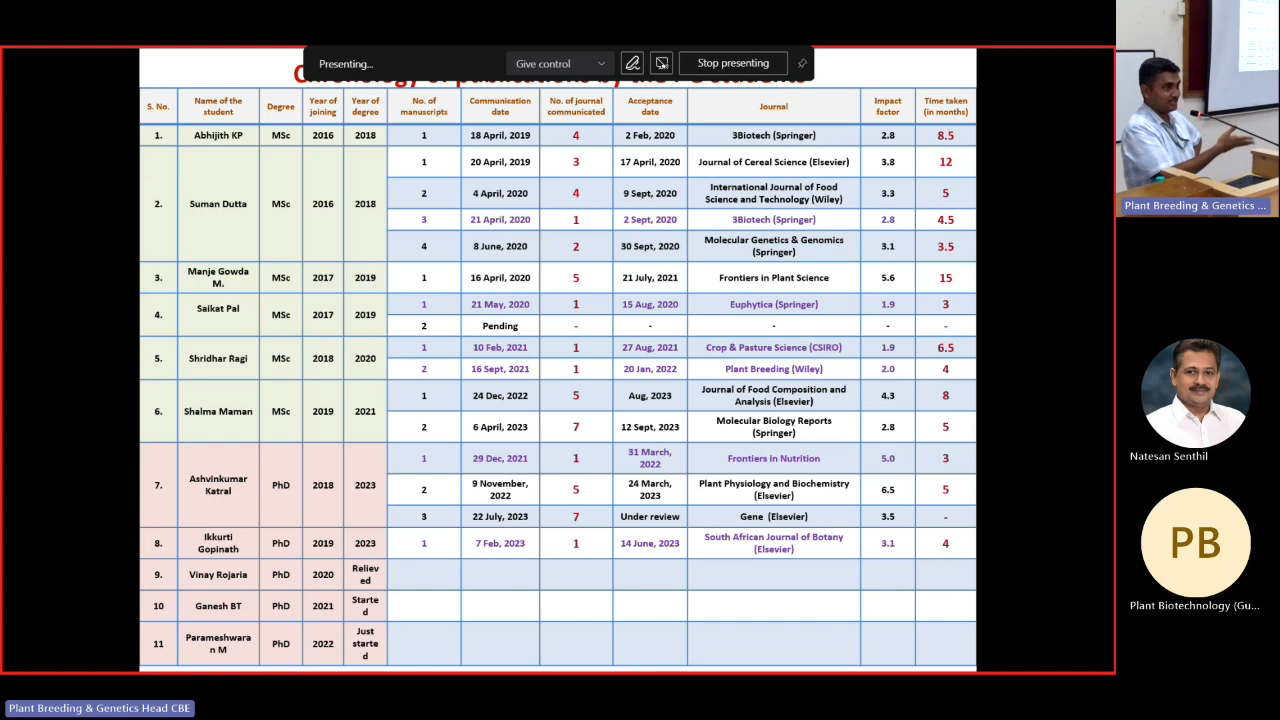 Presenting...
Give control
Stop presenting
S. No.
Name of the student
Degree
Year of joining
Year of degree
No. of manuscripts
Communication date
No. of journal communicated
Acceptance date
Journal
Impact factor
Time taken (in months)
1. Abhijith KP MSc 2016 2018 1 18 April, 2019 4 2 Feb, 2020 3Biotech (Springer) 2.8 8.5
2. Suman Dutta MSc 2016 2018 1 20 April, 2019 3 17 April, 2020 Journal of Cereal Science (Elsevier) 3.8 12
2 4 April, 2020 4 9 Sept, 2020 International Journal of Food Science and Technology (Wiley) 3.3 5
3 21 April, 2020 1 2 Sept, 2020 3Biotech (Springer) 2.8 4.5
4 8 June, 2020 2 30 Sept, 2020 Molecular Genetics & Genomics (Springer) 3.1 3.5
3. Manje Gowda M. MSc 2017 2019 1 16 April, 2020 5 21 July, 2021 Frontiers in Plant Science 5.6 15
4. Saikat Pal MSc 2017 2019 1 21 May, 2020 1 15 Aug, 2020 Euphytica (Springer) 1.9 3
2 Pending - - - - -
5. Shridhar Ragi MSc 2018 2020 1 10 Feb, 2021 1 27 Aug, 2021 Crop & Pasture Science (CSIRO) 1.9 6.5
2 16 Sept, 2021 1 20 Jan, 2022 Plant Breeding (Wiley) 2.0 4
6. Shalma Maman MSc 2019 2021 1 24 Dec, 2022 5 Aug, 2023 Journal of Food Composition and Analysis (Elsevier) 4.3 8
2 6 April, 2023 7 12 Sept, 2023 Molecular Biology Reports (Springer) 2.8 5
7. Ashvinkumar Katral PhD 2018 2023 1 29 Dec, 2021 1 31 March, 2022 Frontiers in Nutrition 5.0 3
2 9 November, 2022 5 24 March, 2023 Plant Physiology and Biochemistry (Elsevier) 6.5 5
3 22 July, 2023 7 Under review Gene (Elsevier) 3.5 -
8. Ikkurti Gopinath PhD 2019 2023 1 7 Feb, 2023 1 14 June, 2023 South African Journal of Botany (Elsevier) 3.1 4
9. Vinay Rojaria PhD 2020 Relieved
10 Ganesh BT PhD 2021 Started
11 Parameshwaran M PhD 2022 Just started
Plant Breeding & Genetics ...
Natesan Senthil
PB
Plant Biotechnology (Gu...
Plant Breeding & Genetics Head CBE